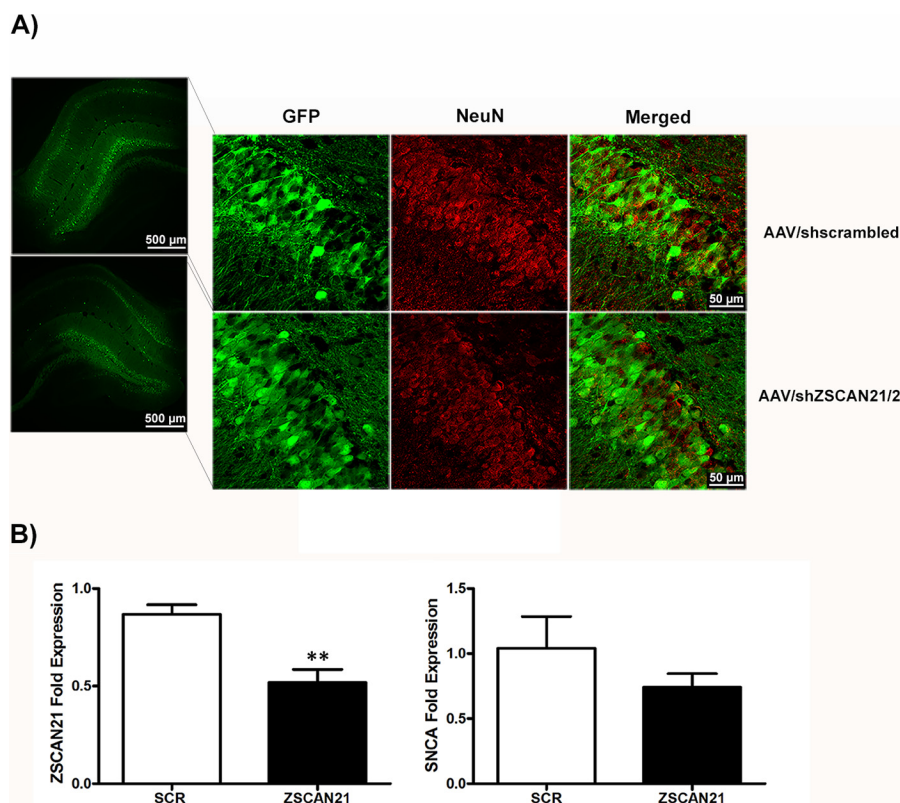 A)
GFP NeuN Merged
500 µm
AAV/shscrambled
50 µm
500 µm
AAV/shZSCAN21/2
50 µm
B)
ZSCAN21 Fold Expression
1.0
0.5
0.0
**
SCR ZSCAN21
SNCA Fold Expression
1.5
1.0
0.5
0.0
SCR ZSCAN21